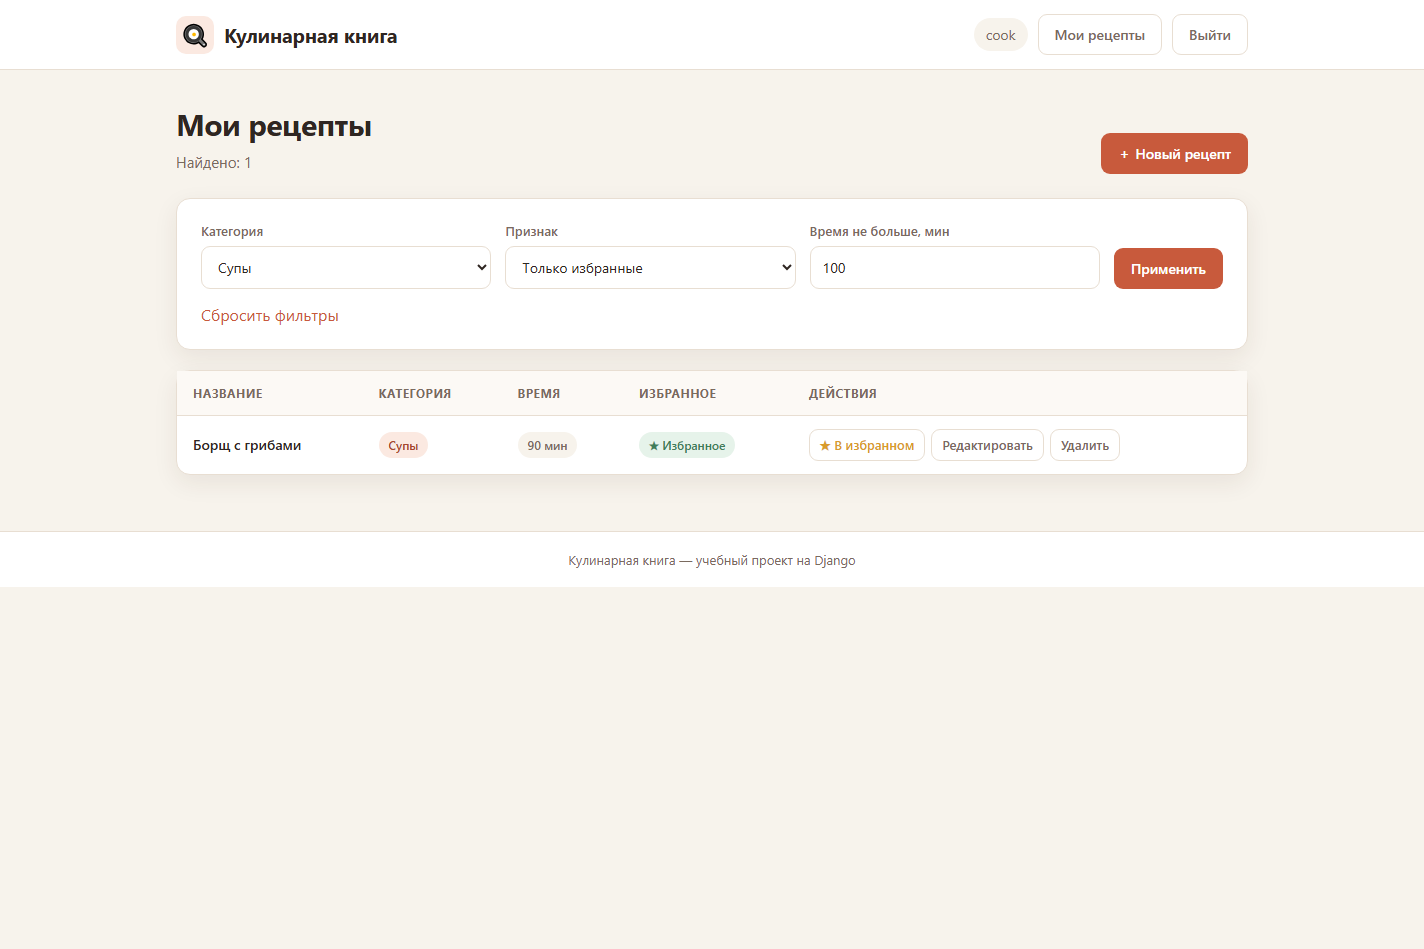 Кулинарная книга
cook
Мои рецепты
Выйти
Мои рецепты
Найдено: 1
+ Новый рецепт
Категория
Признак
Время не больше, мин
Супы
Только избранные
100
Применить
Сбросить фильтры
НАЗВАНИЕ КАТЕГОРИЯ ВРЕМЯ ИЗБРАННОЕ ДЕЙСТВИЯ
Борщ с грибами Супы 90 мин ★ Избранное ★ В избранном Редактировать Удалить
Кулинарная книга — учебный проект на Django